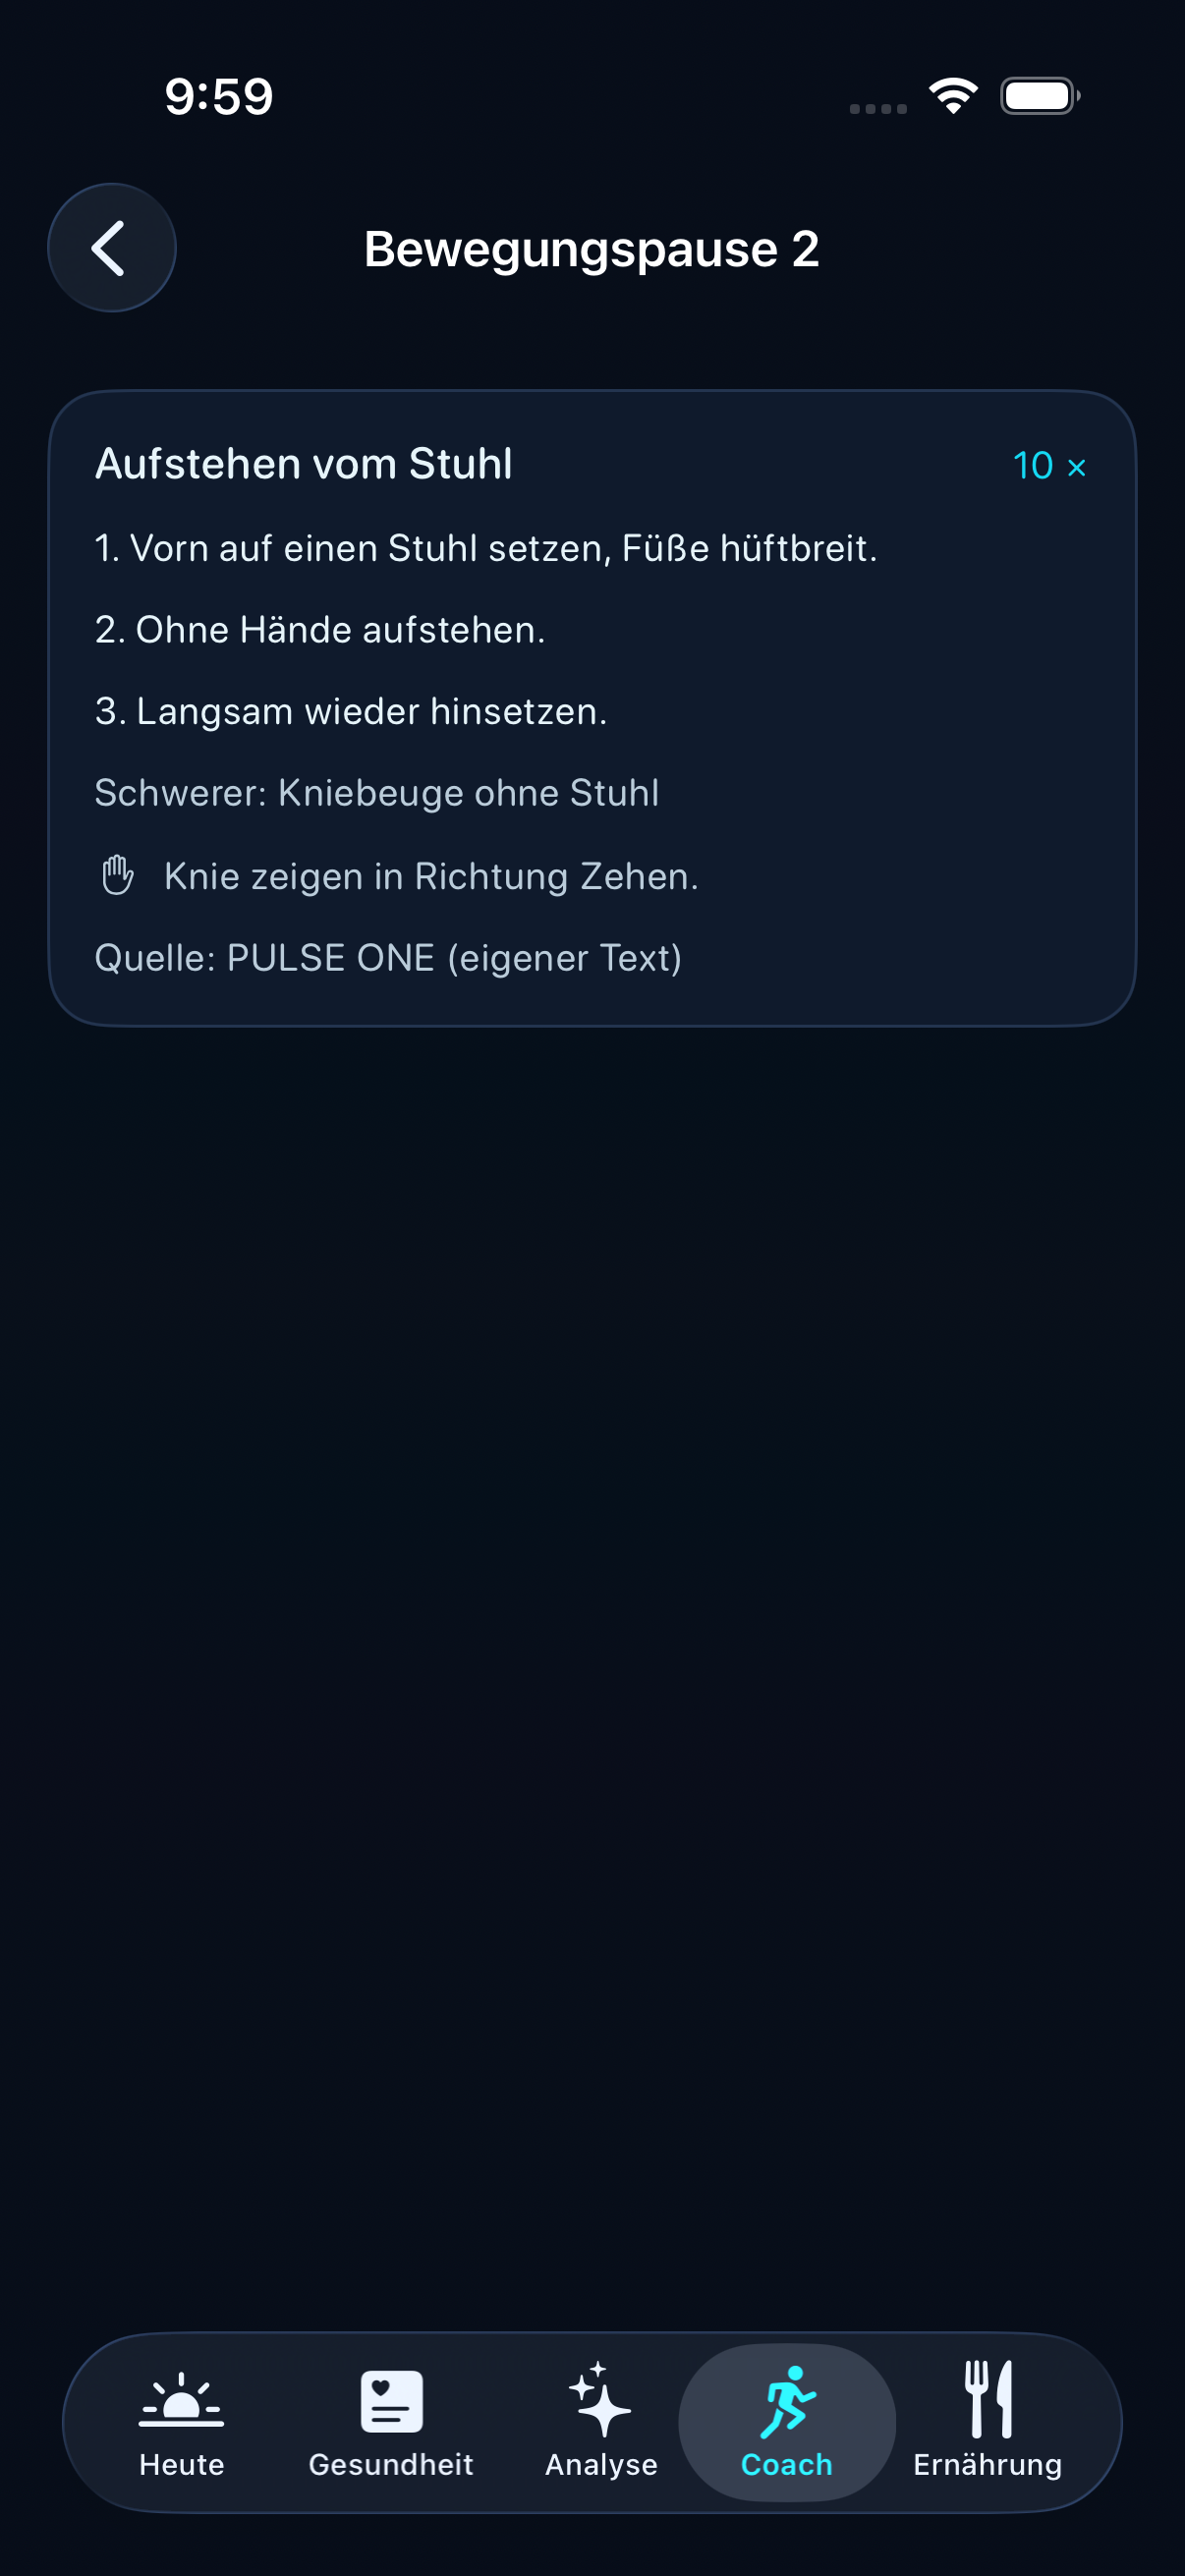 9:59
Bewegungspause 2
Aufstehen vom Stuhl
10 ×
1. Vorn auf einen Stuhl setzen, Füße hüftbreit.
2. Ohne Hände aufstehen.
3. Langsam wieder hinsetzen.
Schwerer: Kniebeuge ohne Stuhl
Knie zeigen in Richtung Zehen.
Quelle: PULSE ONE (eigener Text)
Heute
Gesundheit
Analyse
Coach
Ernährung